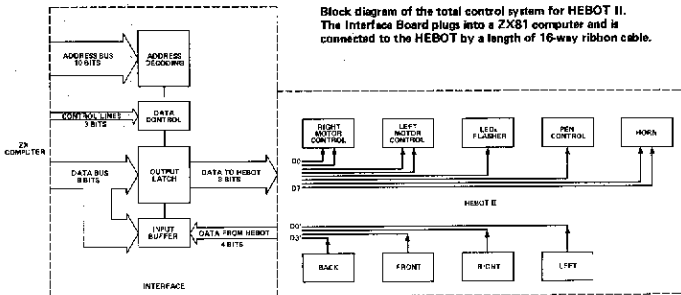 Block diagram of the total control system for HEBOT II.
The Interface Board plugs into a ZX81 computer and is
connected to the HEBOT by a length of 16-way ribbon cable.
ADDRESS BUS
10 BITS
ADDRESS
DECODING
CONTROL LINES
3 BITS
DATA
CONTROL
ZX
COMPUTER
DATA BUS
8 BITS
OUTPUT
LATCH
DATA TO HEBOT
8 BITS
INPUT
BUFFER
DATA FROM HEBOT
4 BITS
INTERFACE
RIGHT
MOTOR
CONTROL
LEFT
MOTOR
CONTROL
LEDs
FLASHER
PEN
CONTROL
HORN
D0
D7
HEBOT II
D0'
D3'
BACK
FRONT
RIGHT
LEFT